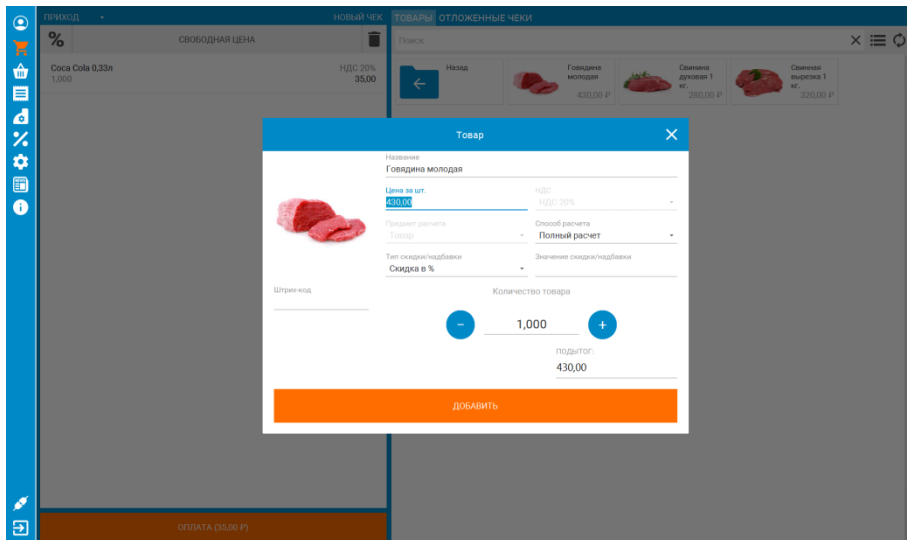 ПРИХОД
НОВЫЙ ЧЕК
ТОВАРЫ
ОТЛОЖЕННЫЕ ЧЕКИ
%
СВОБОДНАЯ ЦЕНА
Поиск
Coca Cola 0,33л
НДС 20%
1,000
35,00
Назад
Говядина
молодая
430,00 ₽
Свинина
духовая 1
кг.
280,00 ₽
Свиная
вырезка 1
кг.
320,00 ₽
Товар
Название
Говядина молодая
Цена за шт.
430,00
НДС
НДС 20%
Предмет расчета
Товар
Способ расчета
Полный расчет
Тип скидки/надбавки
Скидка в %
Значение скидки/надбавки
Штрих-код
Количество товара
−
1,000
+
ПОДЫТОГ:
430,00
ДОБАВИТЬ
ОПЛАТА (35,00 ₽)